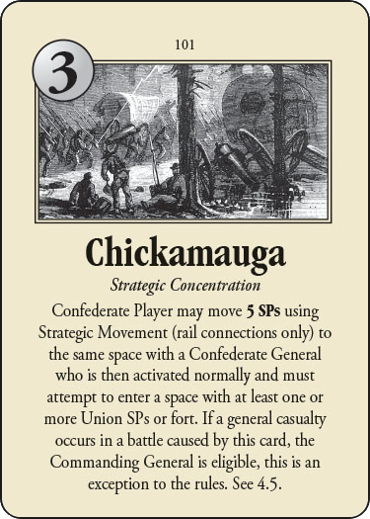 101
3
Chickamauga
Strategic Concentration
Confederate Player may move 5 SPs using
Strategic Movement (rail connections only) to
the same space with a Confederate General
who is then activated normally and must
attempt to enter a space with at least one or
more Union SPs or fort. If a general casualty
occurs in a battle caused by this card, the
Commanding General is eligible, this is an
exception to the rules. See 4.5.